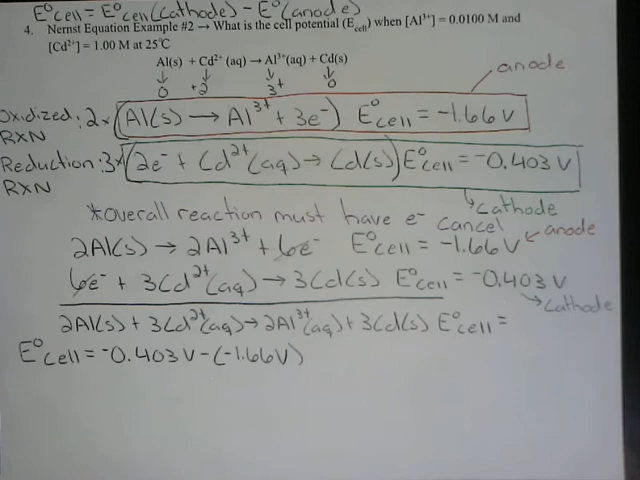 E°cell = E°cell (cathode) - E°(anode)
4. Nernst Equation Example #2 → What is the cell potential (Ecell) when [Al³⁺] = 0.0100 M and
[Cd²⁺] = 1.00 M at 25°C
Al(s) + Cd²⁺ (aq) → Al³⁺(aq) + Cd(s)
↓ ↓ ↓ ↓
0 +2 3+ 0
anode
Oxidized: 2×(Al(s) → Al³⁺ + 3e⁻) E°cell = -1.66 V
RXN
Reduction: 3×(2e⁻ + Cd²⁺(aq) → Cd(s)) E°cell = -0.403 V
RXN
↳ cathode
*overall reaction must have e⁻ cancel
2Al(s) → 2Al³⁺ + 6e⁻ E°cell = -1.66 V ← anode
6e⁻ + 3Cd²⁺(aq) → 3Cd(s) E°cell = -0.403 V
↳ cathode
2Al(s) + 3Cd²⁺(aq) → 2Al³⁺(aq) + 3Cd(s) E°cell =
E°cell = -0.403 V - (-1.66 V)